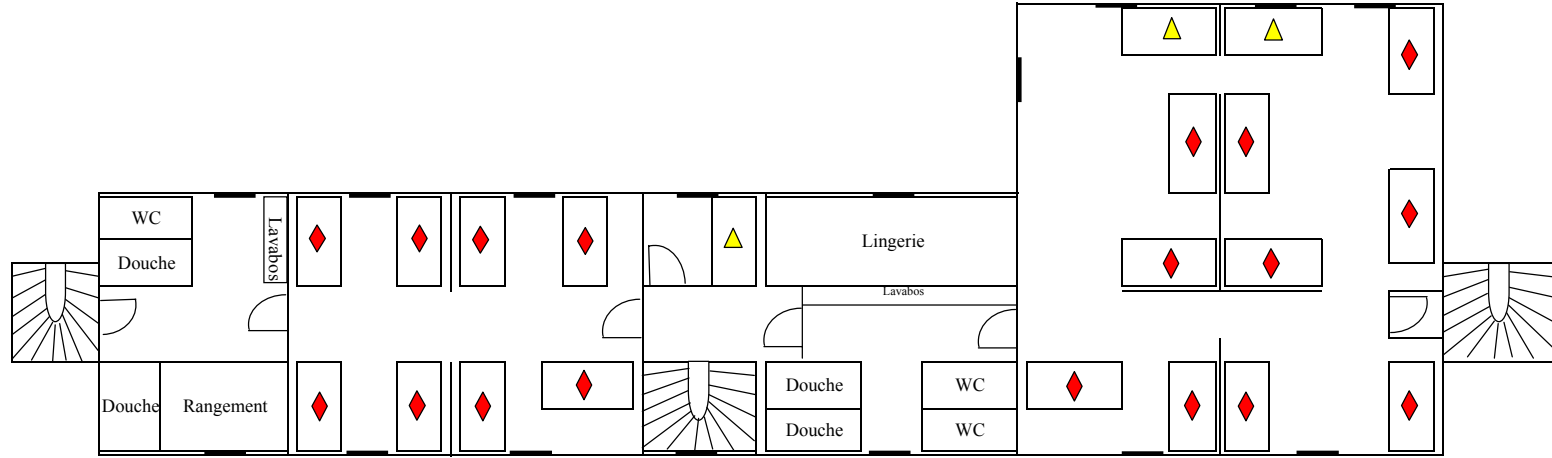 WC
Lavabos
Douche
Lingerie
Lavabos
Douche
Rangement
Douche
WC
Douche
WC